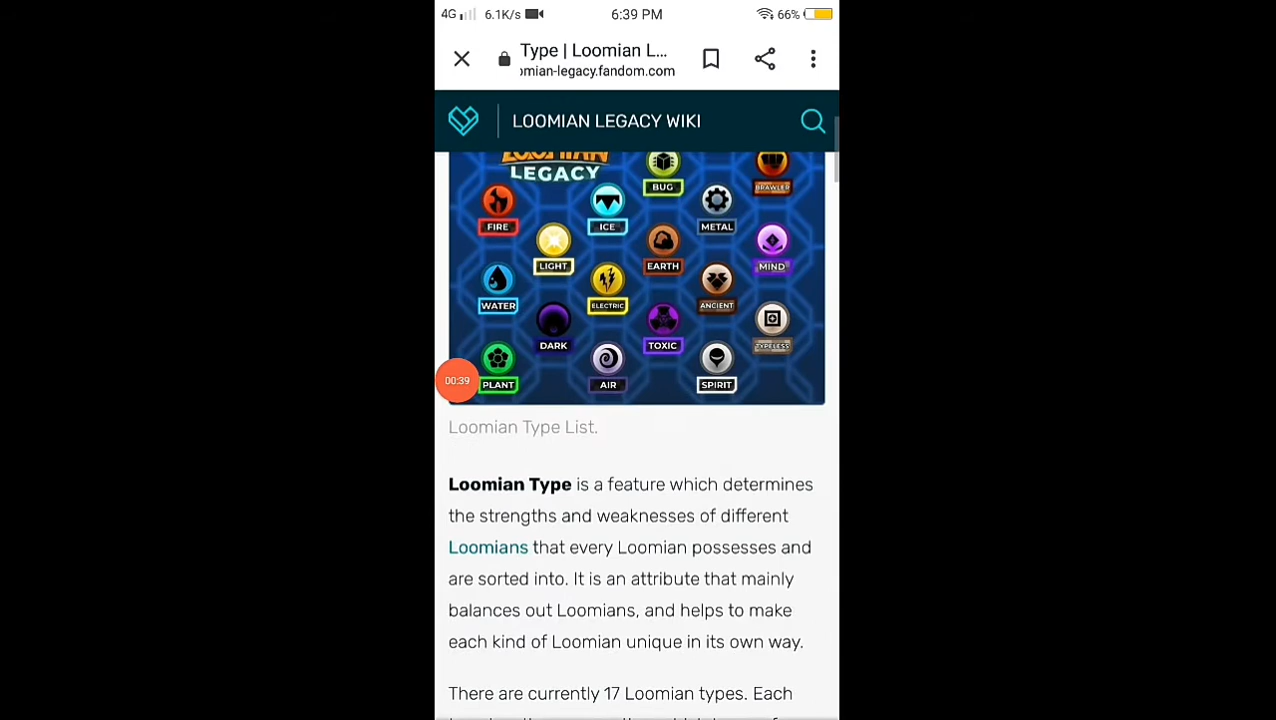 4G 6.1K/s 6:39 PM 66%
Type | Loomian L...
omian-legacy.fandom.com
LOOMIAN LEGACY WIKI
LEGACY
BUG
BRAWLER
FIRE
ICE
METAL
LIGHT
EARTH
MIND
WATER
ELECTRIC
ANCIENT
DARK
TOXIC
TYPELESS
PLANT
AIR
SPIRIT
00:39
Loomian Type List.
Loomian Type is a feature which determines
the strengths and weaknesses of different
Loomians that every Loomian possesses and
are sorted into. It is an attribute that mainly
balances out Loomians, and helps to make
each kind of Loomian unique in its own way.
There are currently 17 Loomian types. Each